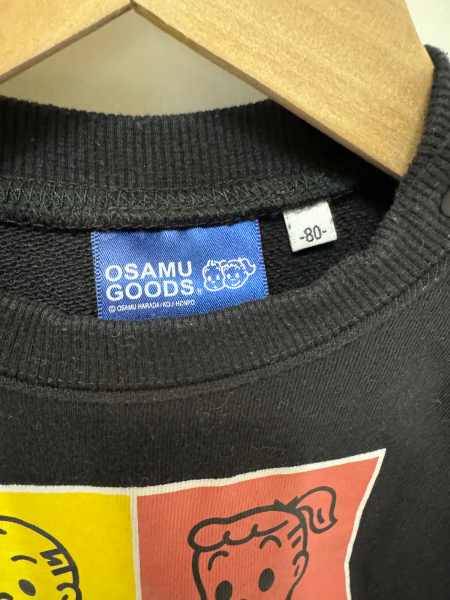 OSAMU
GOODS®
© OSAMU HARADA/KOJI HONPO
-80-